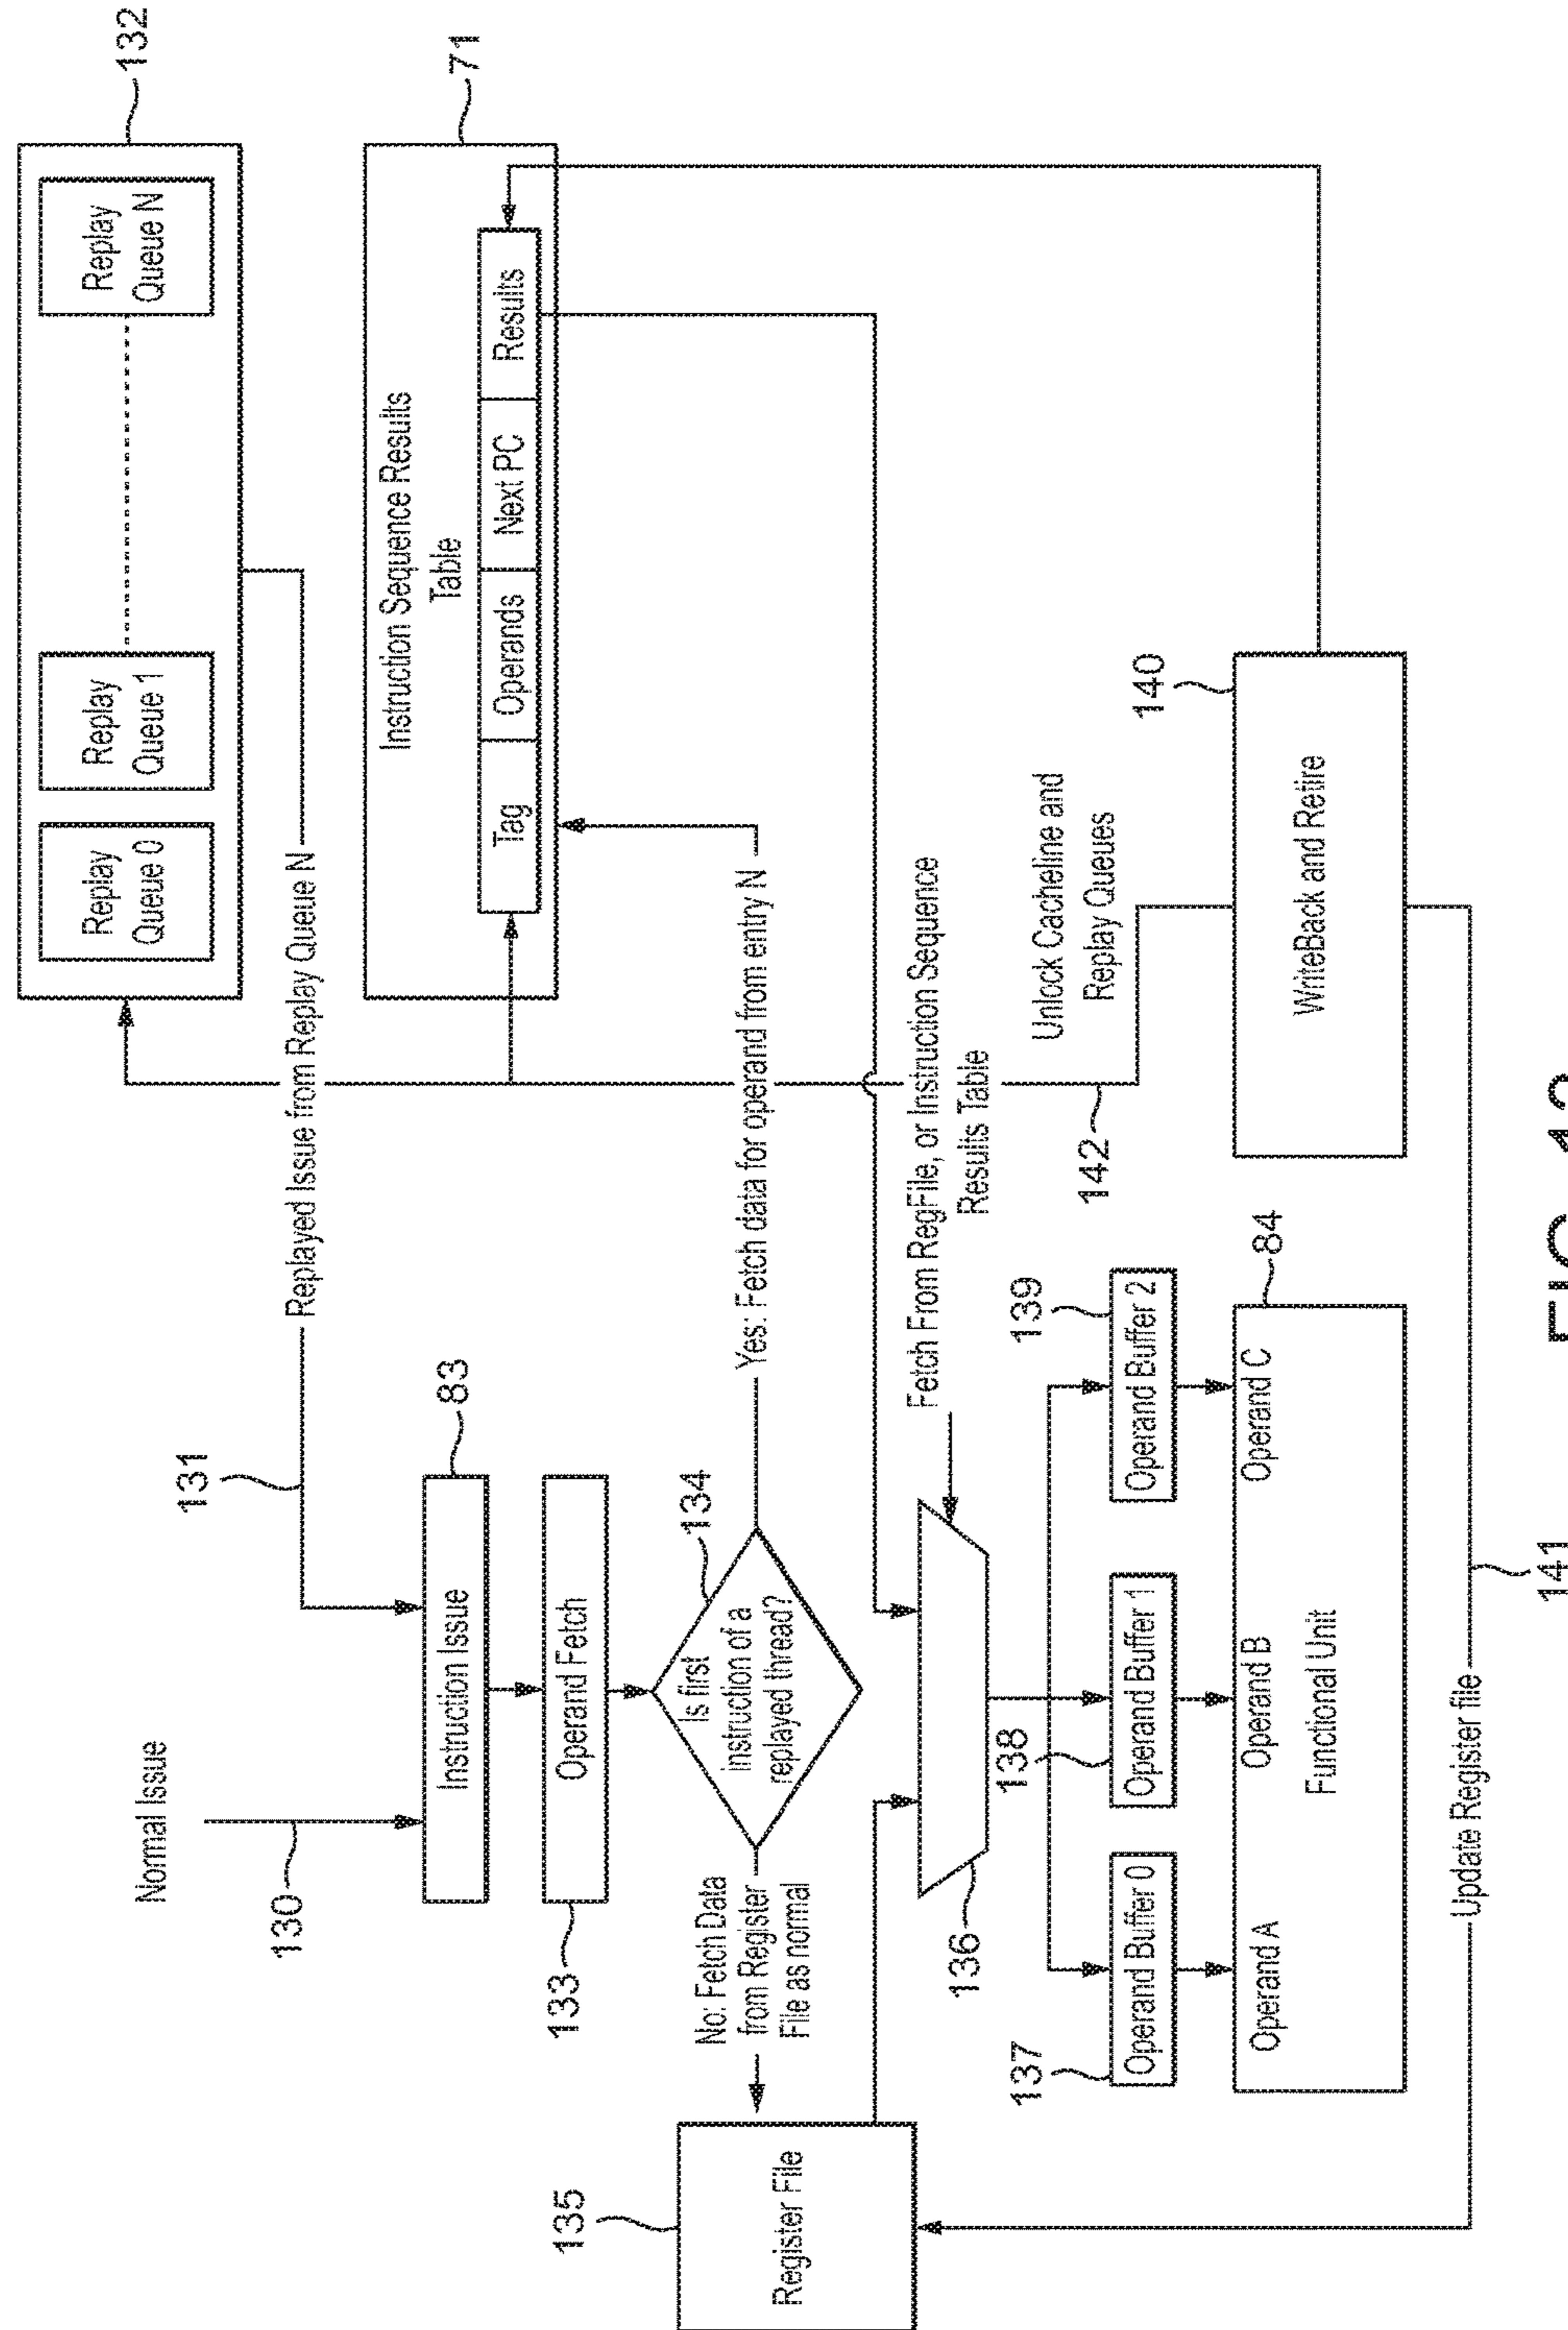 132
Replay
Queue 0
Replay
Queue 1
Replay
Queue N
Normal Issue
130
131
Replayed Issue from Replay Queue N
71
Instruction Sequence Results
Table
Tag
Operands
Next PC
Results
83
Instruction Issue
133
Operand Fetch
134
Is first
instruction of a
replayed thread?
No: Fetch Data
from Register
File as normal
Yes: Fetch data for operand from entry N
135
Register File
136
Fetch From RegFile, or Instruction Sequence
Results Table
137
138
139
Operand Buffer 0
Operand Buffer 1
Operand Buffer 2
Operand A
Operand B
Operand C
84
Functional Unit
142
Unlock Cacheline and
Replay Queues
140
WriteBack and Retire
Update Register file
141
FIG.